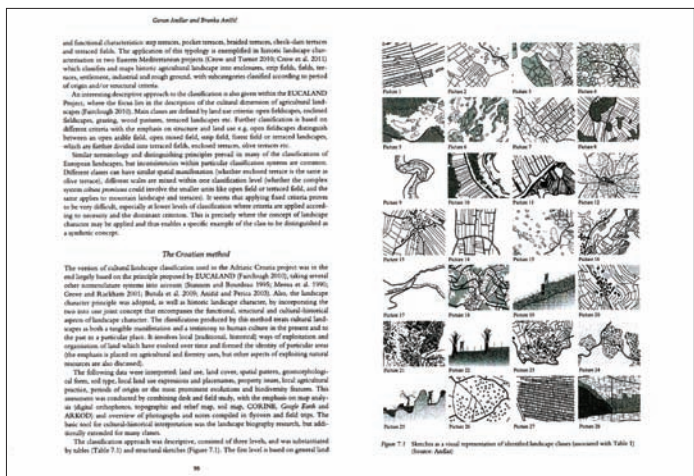 Goran Andlar and Branka Aničić
and functional characteristics: step terraces, pocket terraces, braided terraces, check-dam terraces
and terraced fields. The application of this typology is exemplified in historic landscape char-
acterisation in two Eastern Mediterranean projects (Crow and Turner 2010; Crow et al. 2011)
which classifies and maps historic agricultural landscape into enclosures, strip fields, fields, ter-
races, settlement, industrial and rough ground, with subcategories classified according to period
of origin and/or structural criteria.
An interesting descriptive approach to the classification is also given within the EUCALAND
Project, where the focus lies in the description of the cultural dimension of agricultural land-
scapes (Fairclough 2010). Main classes are defined by land use criteria: open fieldscapes, enclosed
fieldscapes, grazing, wood pastures, terraced landscapes etc. Further classification is based on
different criteria with the emphasis on structure and land use e.g. open fieldscapes distinguish
between an open arable field, open mixed field, strip field, forest field or terraced landscapes,
which are further divided into terraced fields, enclosed terraces, olive terraces etc.
Similar terminology and distinguishing principles prevail in many of the classifications of
European landscapes, but inconsistencies within particular classification systems are common.
Different classes can have similar spatial manifestation (whether enclosed terrace is the same as
olive terrace), different scales are mixed within one classification level (whether the complex
system coltura promiscua could involve the smaller units like open field or terraced field, and the
same applies to mountain landscape and terraces). It seems that applying fixed criteria proves
to be very difficult, especially at lower levels of classification where criteria are applied accord-
ing to necessity and the dominant criterion. This is precisely where the concept of landscape
character may be applied and thus enables a specific example of the class to be distinguished as
a synthetic concept.
The Croatian method
The version of cultural landscape classification used in the Adriatic Croatia project was in the
end largely based on the principle proposed by EUCALAND (Fairclough 2010), taking several
other nomenclature systems into account
Grove and Rackham 2001; Aničić and Perica 2003). Also, the landscape
character principle was adopted, as well as historic landscape character, by incorporating the
two into one joint concept that encompasses the functional, structural and cultural-historical
aspects of landscape character. The classification produced by this method treats cultural land-
scapes as both a tangible manifestation and a testimony to human culture in the present and to
the past in a particular place. It involves local (traditional, historical) ways of exploitation and
organisation of land which have evolved over time and formed the identity of particular areas
(the emphasis is placed on agricultural and forestry uses, but other aspects of exploiting natural
resources are also discussed).
The following data were interpreted: land use, land cover, spatial pattern, geomorphologi-
cal form, soil type, local land use expressions and placenames, property issues, local agricultural
practice, periods of origin or the most prominent evolutions and biodiversity features. This
assessment was conducted by combining desk and field study, with the emphasis on map analy-
sis (digital orthophotos, topographic and relief map, soil map, CORINE, Google Earth and
ARKOD) and overview of photographs and notes compiled in flyovers and field trips. The
basic tool for cultural-historical interpretation was the landscape biography research, but addi-
tionally extended for many classes.
The classification approach was descriptive, consisted of three levels, and was substantiated
by tables (Table 7.1) and structural sketches (Figure 7.1). The first level is based on general land
98
Picture 1 Picture 2 Picture 3 Picture 4
Picture 5 Picture 6 Picture 7 Picture 8
Picture 9 Picture 10 Picture 11 Picture 12
Picture 13 Picture 14 Picture 15 Picture 16
Picture 17 Picture 18 Picture 19 Picture 20
Picture 21 Picture 22 Picture 23 Picture 24
Picture 25 Picture 26 Picture 27 Picture 28
Figure 7.1 Sketches as a visual representation of identified landscape classes (associated with Table 1)
(Source: Andlar)